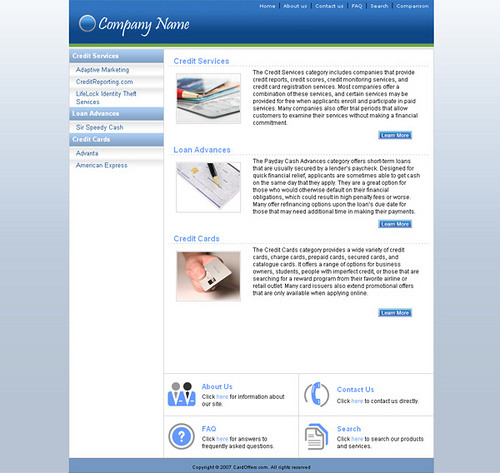 Home | About us | Contact us | FAQ | Search | Comparison
Company Name
Credit Services
Adaptive Marketing
CreditReporting.com
LifeLock Identity Theft
Services
Loan Advances
Sir Speedy Cash
Credit Cards
Advanta
American Express
Credit Services
The Credit Services category includes companies that provide
credit reports, credit scores, credit monitoring services, and
credit card registration services. Most companies offer a
combination of these services, and certain services may be
provided for free when applicants enroll and participate in paid
services. Many companies also offer trial periods that allow
customers to examine their services without making a financial
commitment.
Learn More
Loan Advances
The Payday Cash Advances category offers short-term loans
that are usually secured by a lender's paycheck. Designed for
quick financial relief, applicants are sometimes able to get cash
on the same day that they apply. They are a great option for
those who would otherwise default on their financial
obligations, which could result in high penalty fees or worse.
Many offer refinancing options upon the loan's due date for
those that may need additional time in making their payments.
Learn More
Credit Cards
The Credit Cards category provides a wide variety of credit
cards, charge cards, prepaid cards, secured cards, and
catalogue cards. It offers a range of options for business
owners, students, people with imperfect credit, or those that are
searching for a reward program from their favorite airline or
retail outlet. Many card issuers also extend promotional offers
that are only available when applying online.
Learn More
About Us
Click here for information about
our site.
Contact Us
Click here to contact us directly.
FAQ
Click here for answers to
frequently asked questions.
Search
Click here to search our products
and services.
Copyright © 2007 CardOffers.com. All rights reserved